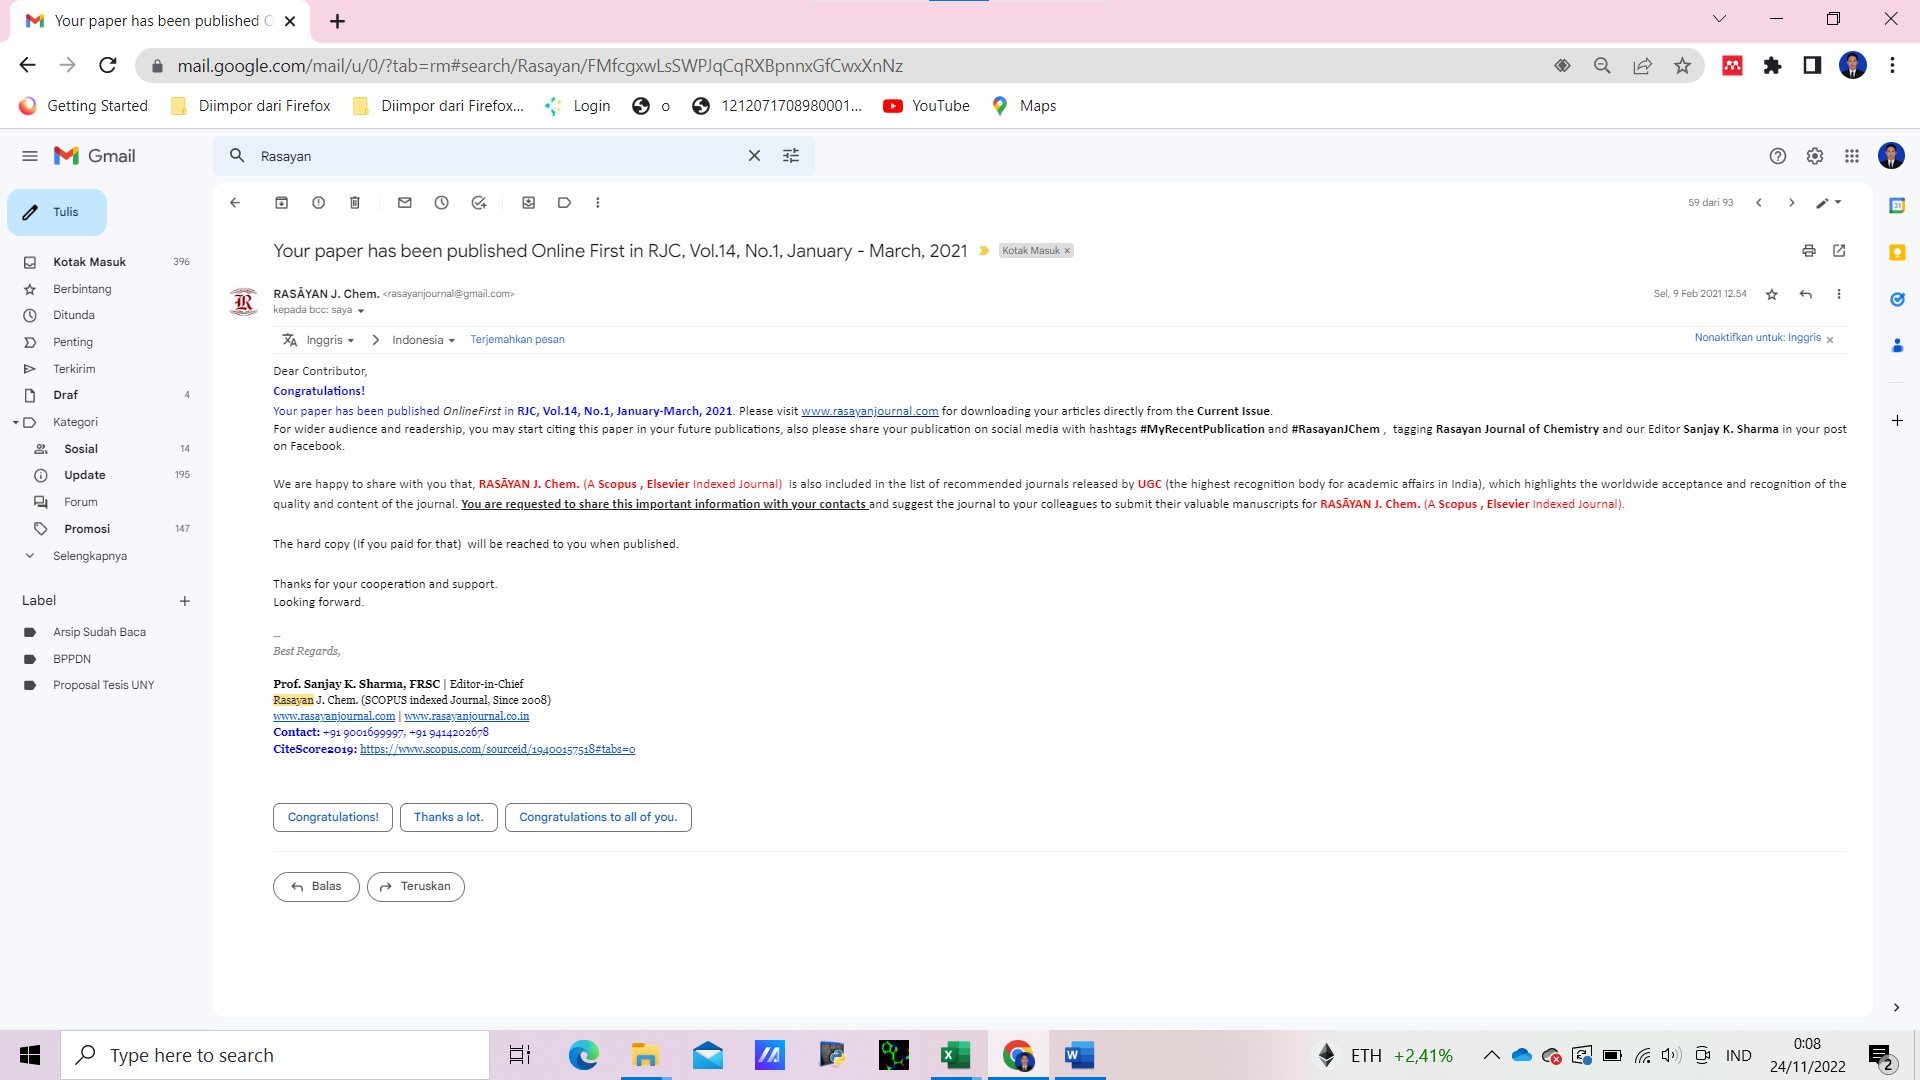 Your paper has been published O
mail.google.com/mail/u/0/?tab=rm#search/Rasayan/FMfcgxwLsSWPJqCqRXBpnnxGfCwxXnNz
Getting Started
Diimpor dari Firefox
Diimpor dari Firefox...
Login
o
1212071708980001...
YouTube
Maps
Gmail
Rasayan
Tulis
59 dari 93
Kotak Masuk 396
Berbintang
Ditunda
Penting
Terkirim
Draf 4
Kategori
Sosial 14
Update 195
Forum
Promosi 147
Selengkapnya
Label
Arsip Sudah Baca
BPPDN
Proposal Tesis UNY
Your paper has been published Online First in RJC, Vol.14, No.1, January - March, 2021
Kotak Masuk ×
RASĀYAN J. Chem. <rasayanjournal@gmail.com>
Sel, 9 Feb 2021 12.54
kepada bcc: saya
Inggris
Indonesia
Terjemahkan pesan
Nonaktifkan untuk: Inggris
Dear Contributor,
Congratulations!
Your paper has been published OnlineFirst in RJC, Vol.14, No.1, January-March, 2021. Please visit www.rasayanjournal.com for downloading your articles directly from the Current Issue.
For wider audience and readership, you may start citing this paper in your future publications, also please share your publication on social media with hashtags #MyRecentPublication and #RasayanJChem , tagging Rasayan Journal of Chemistry and our Editor Sanjay K. Sharma in your post
on Facebook.
We are happy to share with you that, RASĀYAN J. Chem. (A Scopus , Elsevier Indexed Journal) is also included in the list of recommended journals released by UGC (the highest recognition body for academic affairs in India), which highlights the worldwide acceptance and recognition of the
quality and content of the journal. You are requested to share this important information with your contacts and suggest the journal to your colleagues to submit their valuable manuscripts for RASĀYAN J. Chem. (A Scopus , Elsevier Indexed Journal).
The hard copy (If you paid for that) will be reached to you when published.
Thanks for your cooperation and support.
Looking forward.
--
Best Regards,
Prof. Sanjay K. Sharma, FRSC | Editor-in-Chief
Rasayan J. Chem. (SCOPUS indexed Journal, Since 2008)
www.rasayanjournal.com | www.rasayanjournal.co.in
Contact: +91 9001699997, +91 9414202678
CiteScore2019: https://www.scopus.com/sourceid/19400157518#tabs=0
Congratulations!
Thanks a lot.
Congratulations to all of you.
Balas
Teruskan
Type here to search
ETH +2,41%
IND
0:08
24/11/2022
2